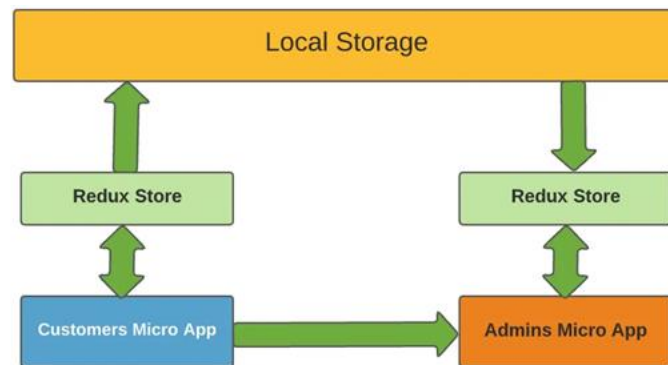 Local Storage
Redux Store
Redux Store
Customers Micro App
Admins Micro App